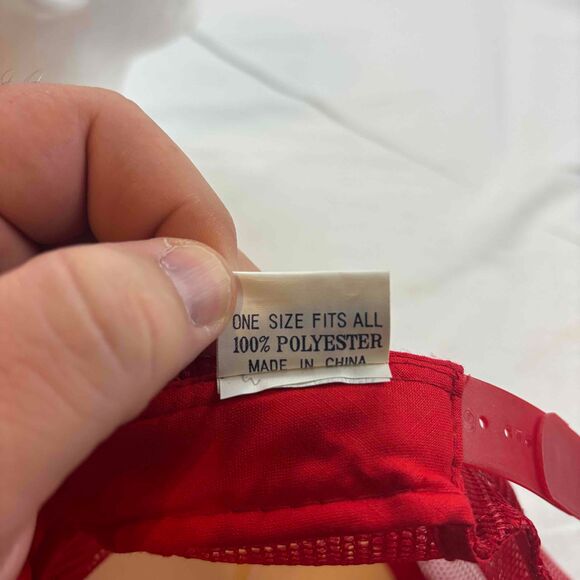 ONE SIZE FITS ALL
100% POLYESTER
MADE IN CHINA